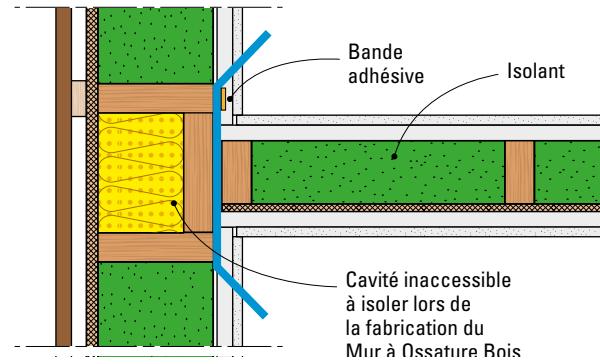 Bande
adhésive
Isolant
Cavité inaccessible
à isoler lors de
la fabrication du
Mur à Ossature Bois